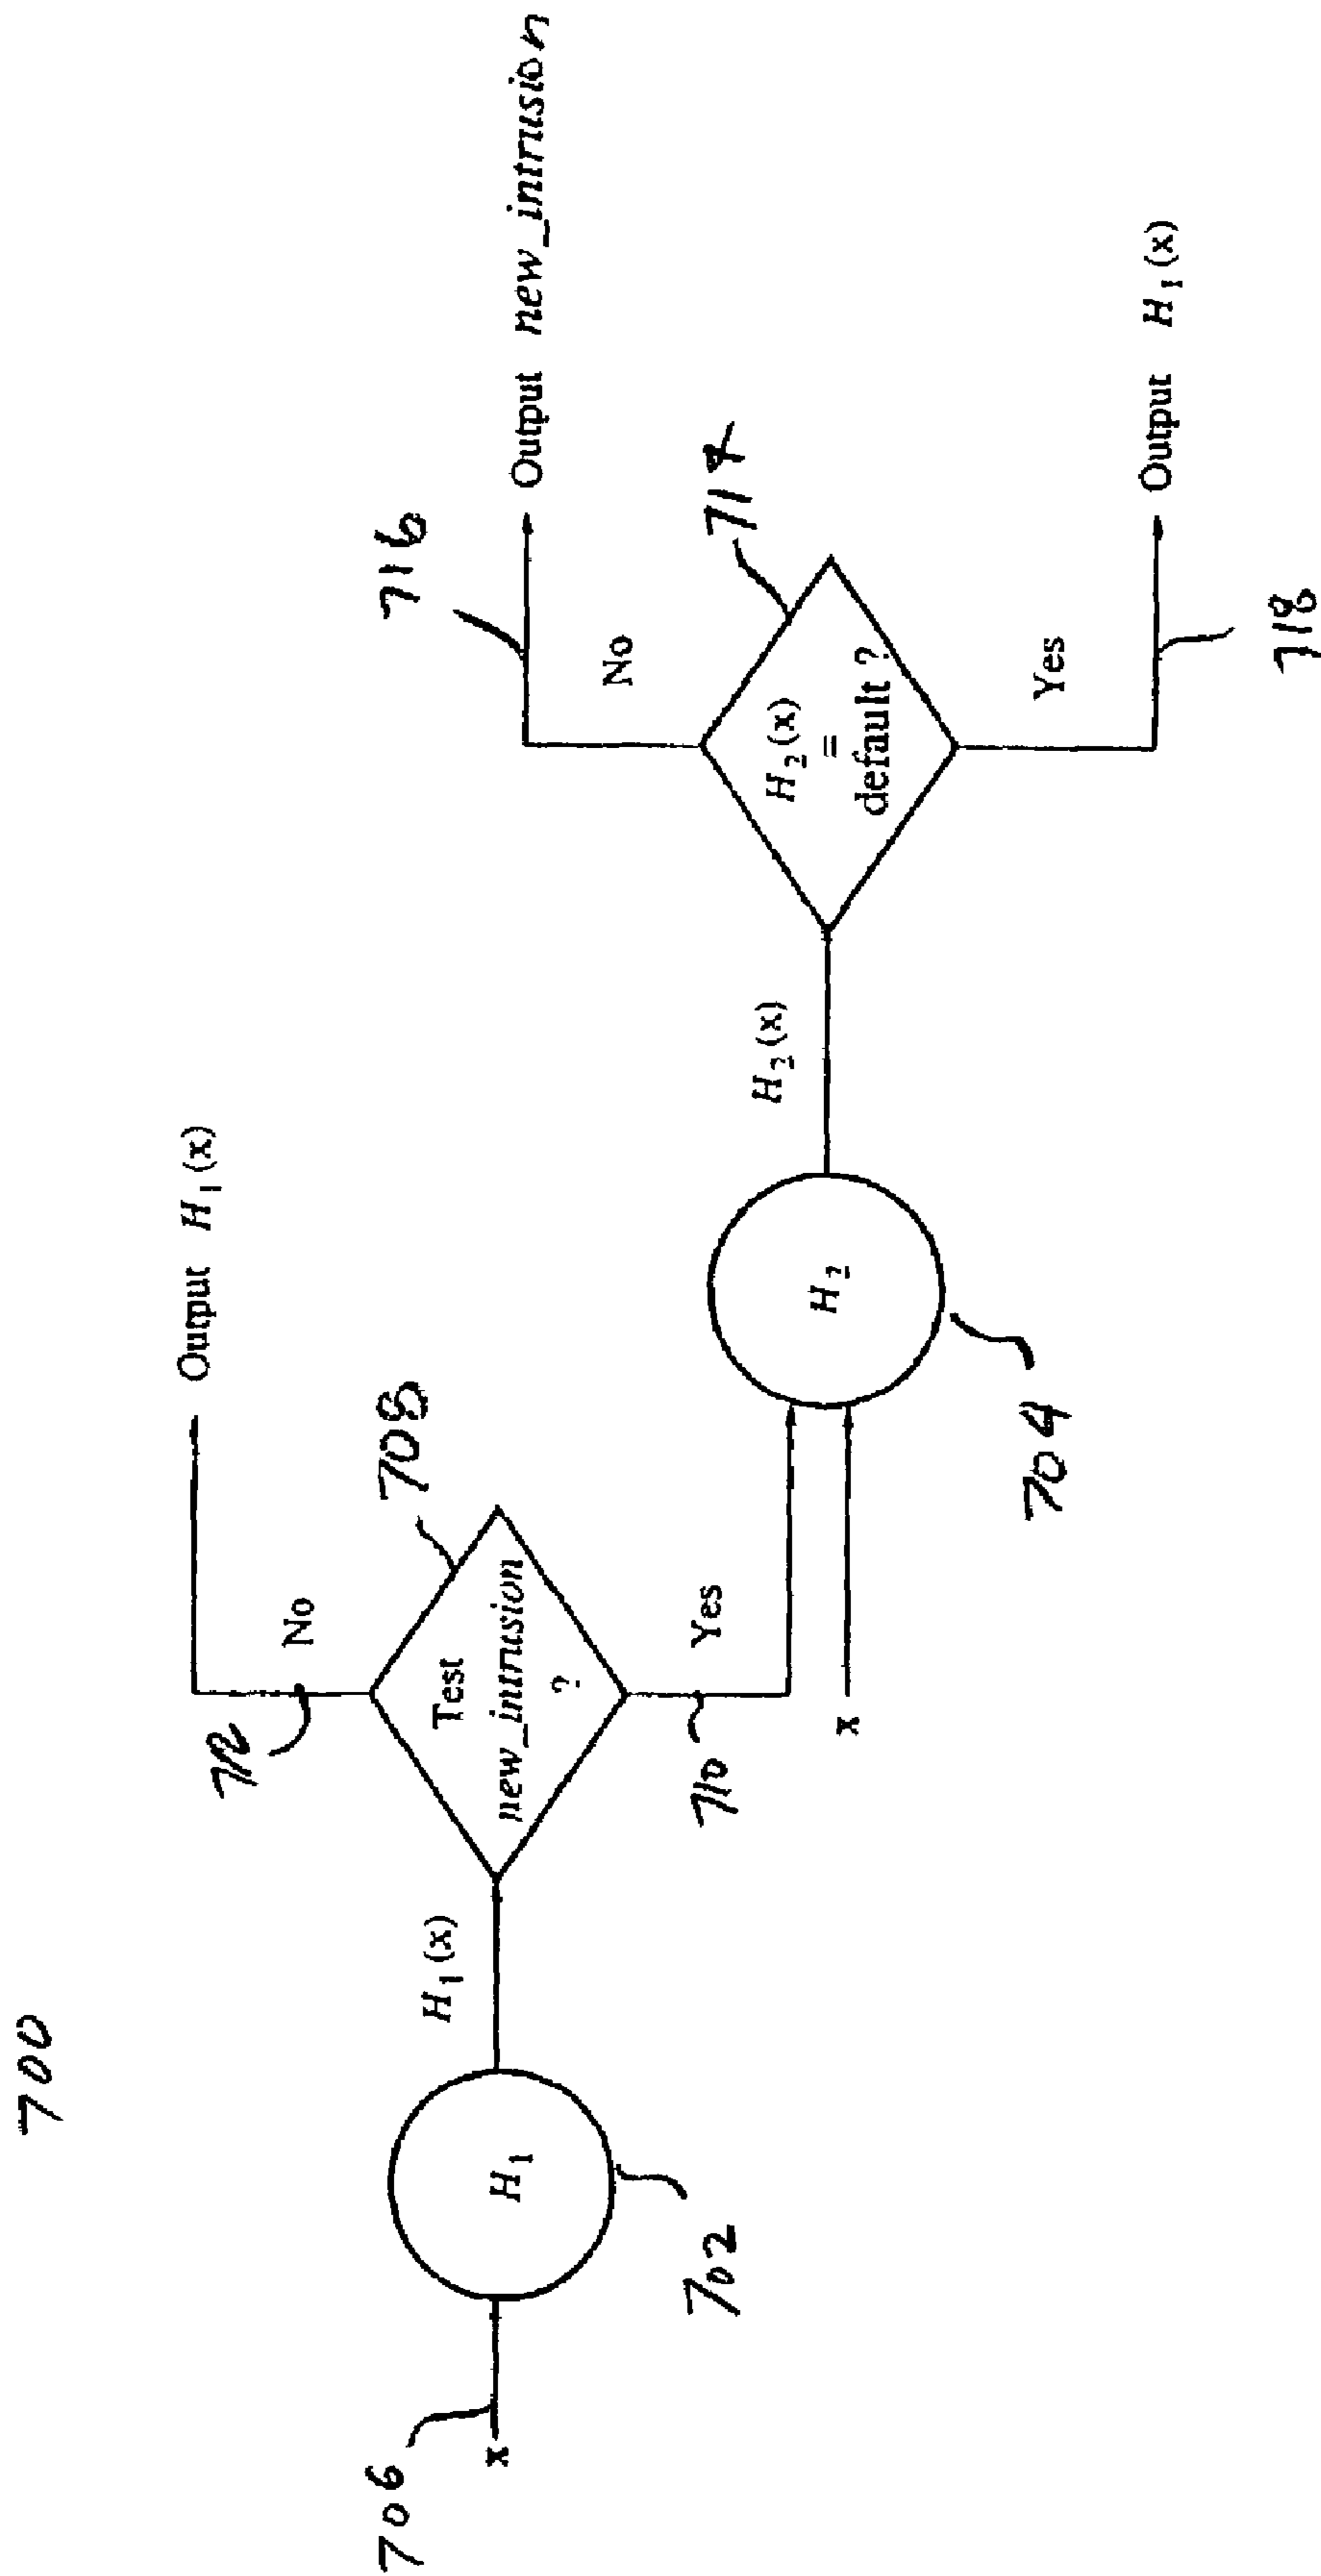 700
706
x
H₁
702
H₁(x)
Test
new_intrusion
?
708
712
No
Output H₁(x)
710
Yes
x
H₂
704
H₂(x)
H₂(x)
=
default ?
714
716
No
Output new_intrusion
Yes
718
Output H₁(x)